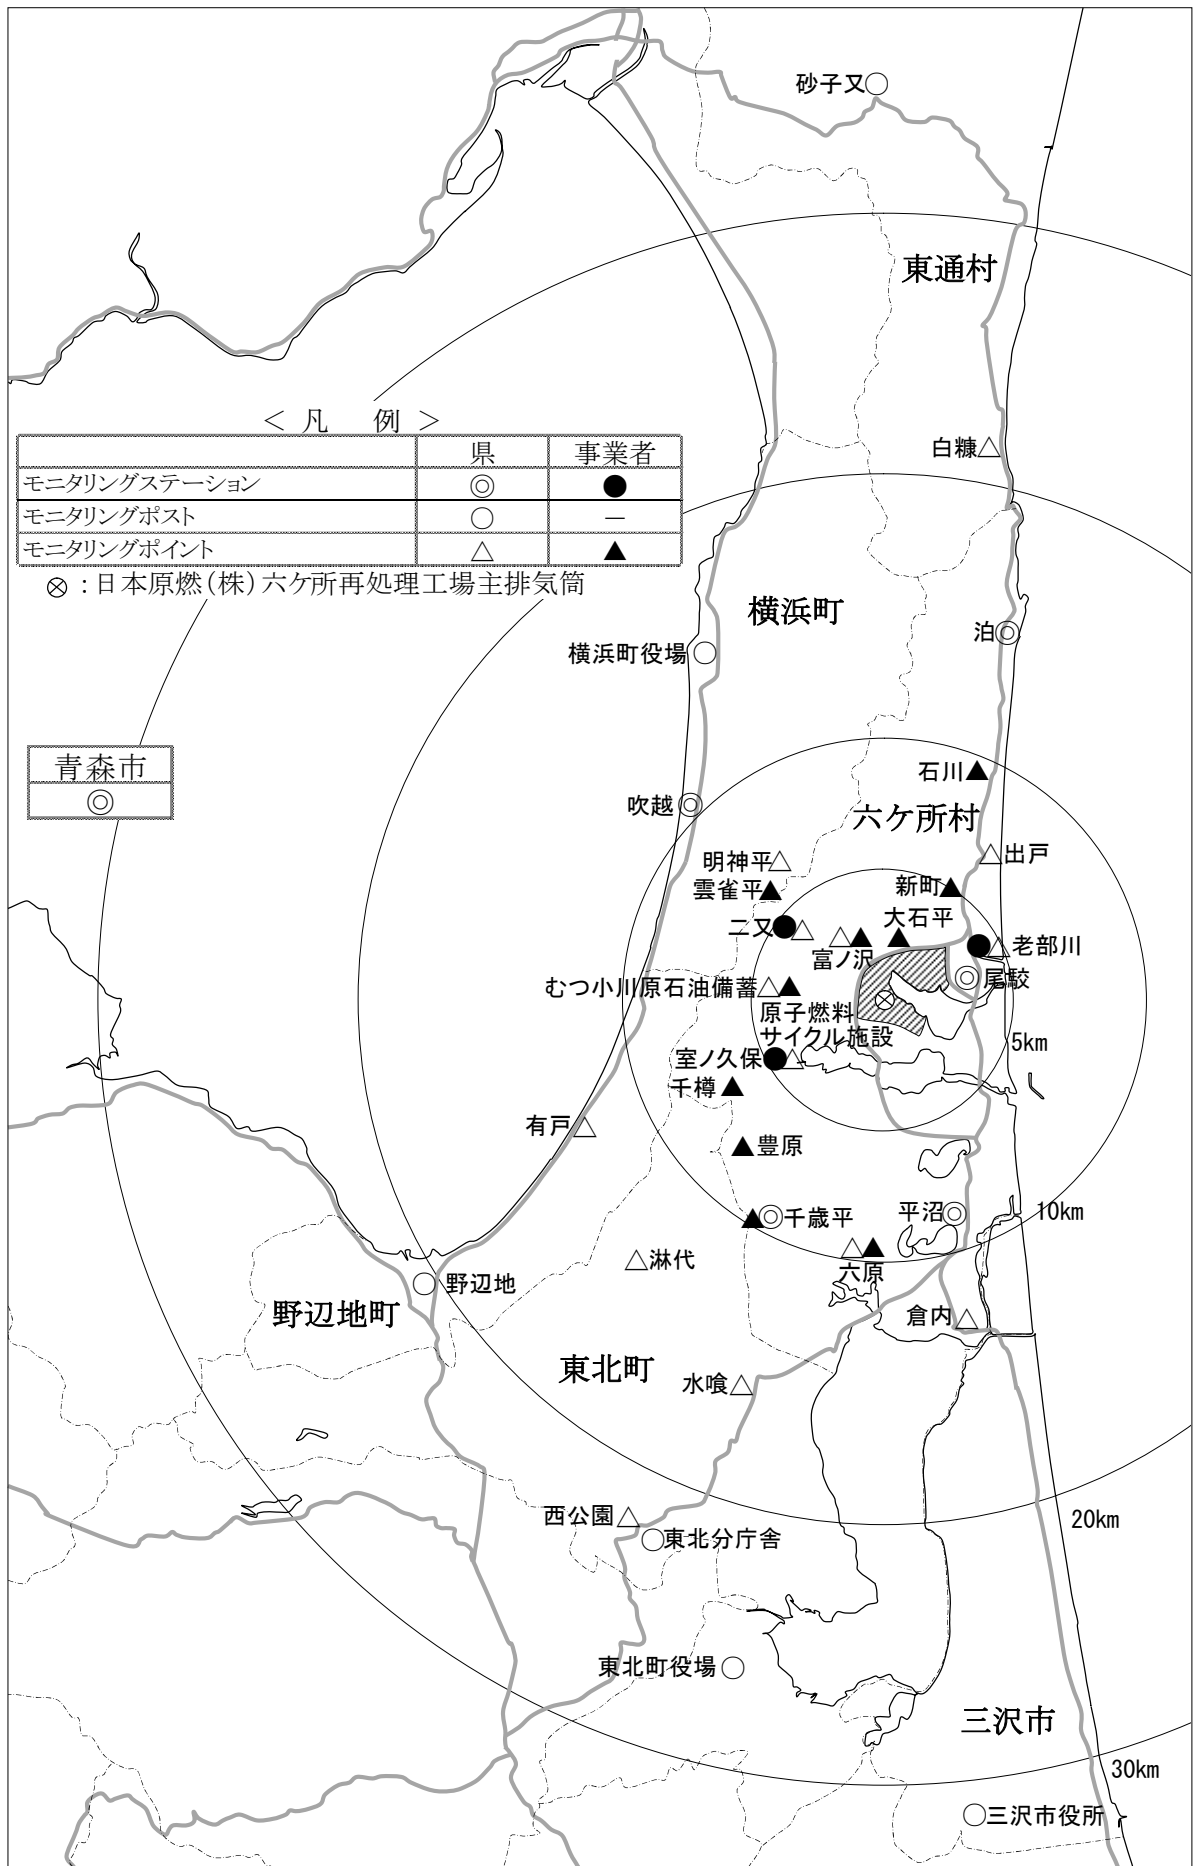 砂子又○
東通村
＜ 凡 例 ＞
県 事業者
白糠△
モニタリングステーション ◎ ●
モニタリングポスト ○ －
モニタリングポイント △ ▲
⊗ ：日本原燃(株)六ケ所再処理工場主排気筒
横浜町
泊◎
横浜町役場○
青森市
◎
石川▲
吹越◎
六ケ所村
明神平△
△出戸
雲雀平▲
新町▲
大石平
二又●△
△▲ ▲
●△老部川
富ノ沢
尾駮
むつ小川原石油備蓄△▲
原子燃料
サイクル施設
5km
室ノ久保●△
千樽▲
有戸△
▲豊原
▲◎千歳平
平沼◎
10km
△▲
△淋代
六原
○野辺地
野辺地町
倉内△
東北町
水喰△
西公園△
20km
○東北分庁舎
東北町役場○
三沢市
30km
○三沢市役所